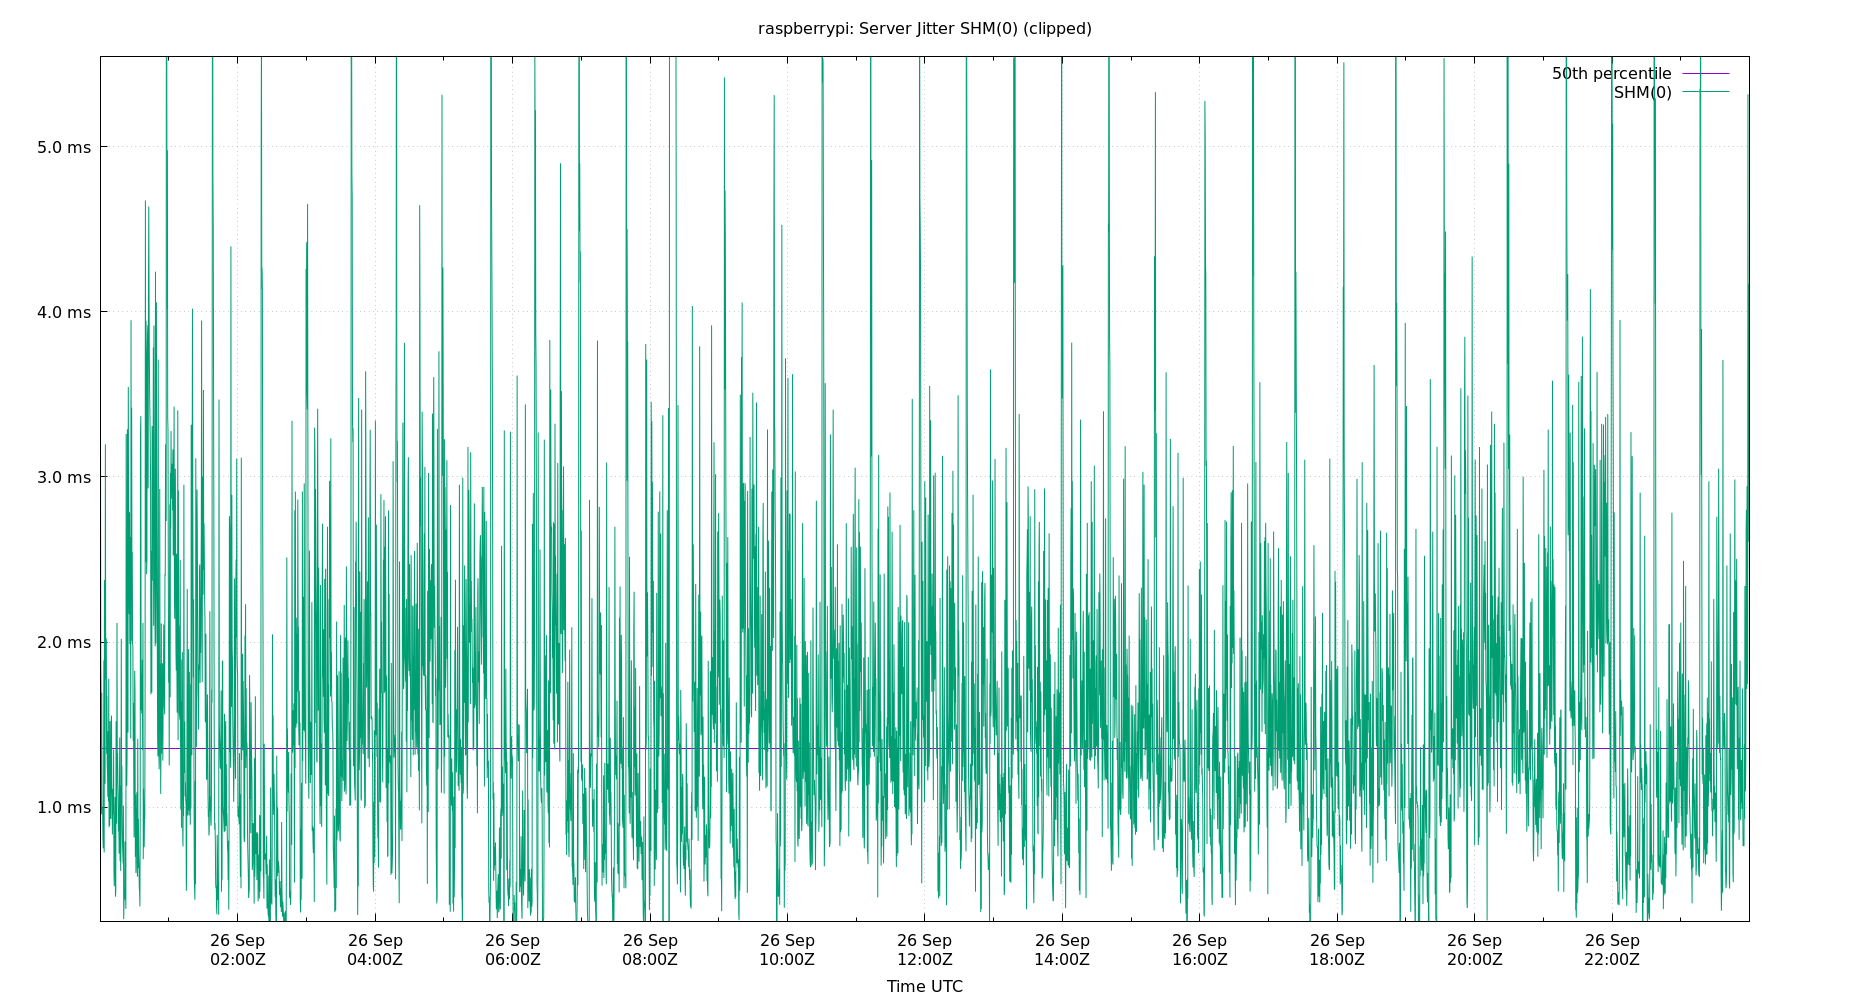 raspberrypi: Server Jitter SHM(0) (clipped)
50th percentile
SHM(0)
5.0 ms
4.0 ms
3.0 ms
2.0 ms
1.0 ms
26 Sep 26 Sep 26 Sep 26 Sep 26 Sep 26 Sep 26 Sep 26 Sep 26 Sep 26 Sep 26 Sep
02:00Z 04:00Z 06:00Z 08:00Z 10:00Z 12:00Z 14:00Z 16:00Z 18:00Z 20:00Z 22:00Z
Time UTC